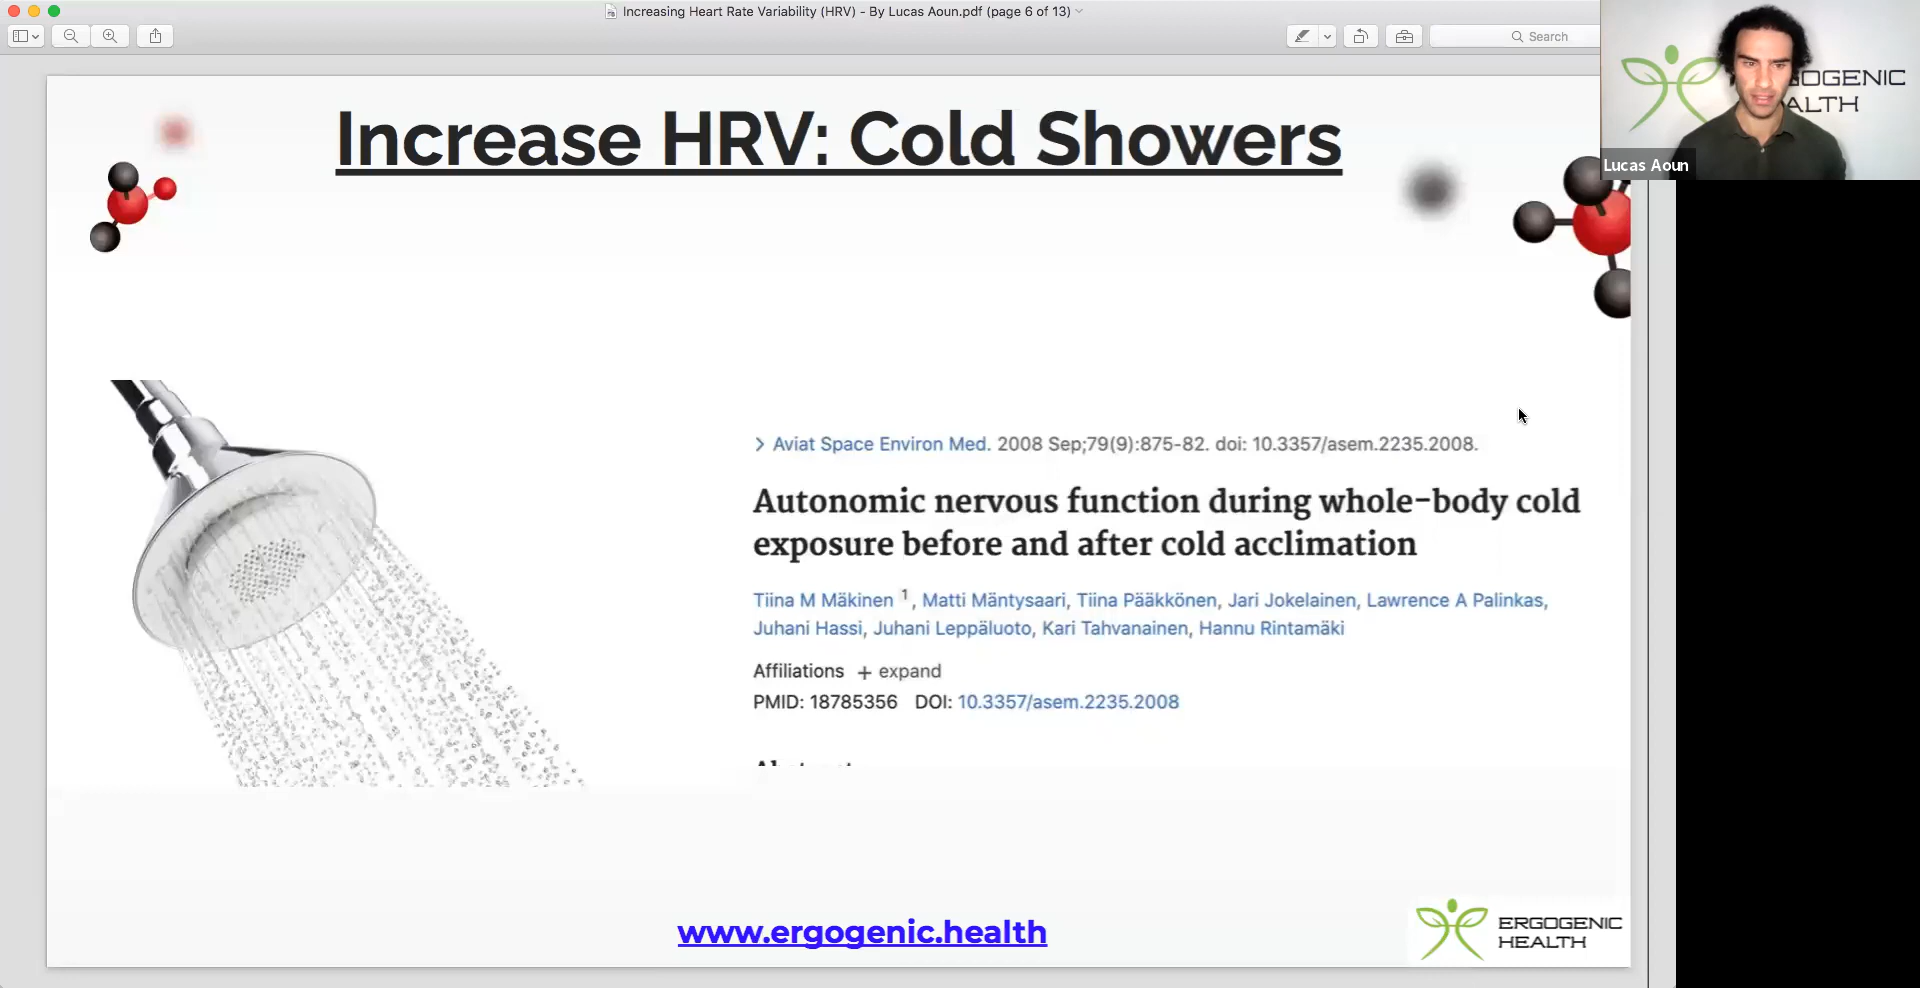 Increasing Heart Rate Variability (HRV) - By Lucas Aoun.pdf (page 6 of 13)
Search
OGENIC
ALTH
Lucas Aoun
Increase HRV: Cold Showers
> Aviat Space Environ Med. 2008 Sep;79(9):875-82. doi: 10.3357/asem.2235.2008.
Autonomic nervous function during whole-body cold
exposure before and after cold acclimation
Tiina M Mäkinen 1, Matti Mäntysaari, Tiina Pääkkönen, Jari Jokelainen, Lawrence A Palinkas,
Juhani Hassi, Juhani Leppäluoto, Kari Tahvanainen, Hannu Rintamäki
Affiliations + expand
PMID: 18785356 DOI: 10.3357/asem.2235.2008
www.ergogenic.health
ERGOGENIC
HEALTH